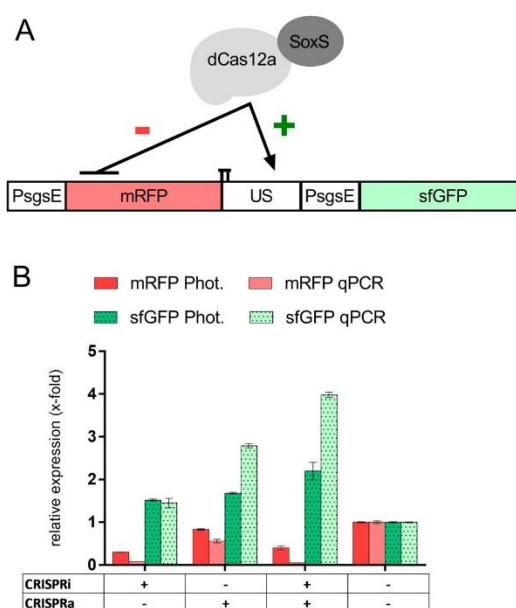 A
SoxS
dCas12a
PsgsE mRFP US PsgsE sfGFP
B
mRFP Phot. mRFP qPCR
sfGFP Phot. sfGFP qPCR
relative expression (x-fold)
5
4
3
2
1
0
CRISPRi + - + -
CRISPRa - + + -